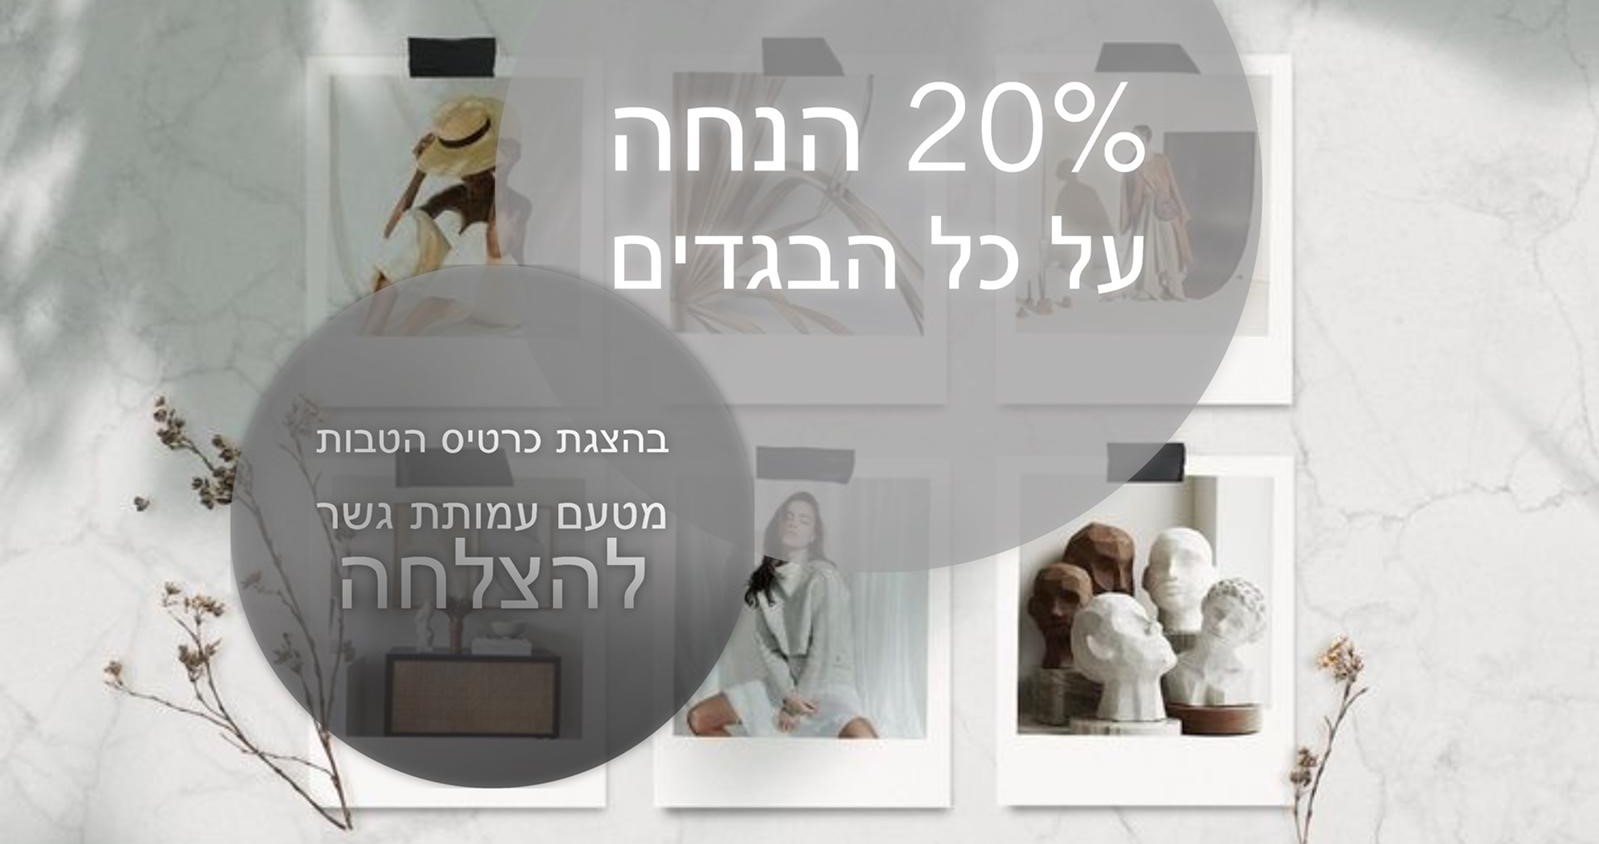 20% הנחה
על כל הבגדים
בהצגת כרטיס הטבות
מטעם עמותת גשר
להצלחה